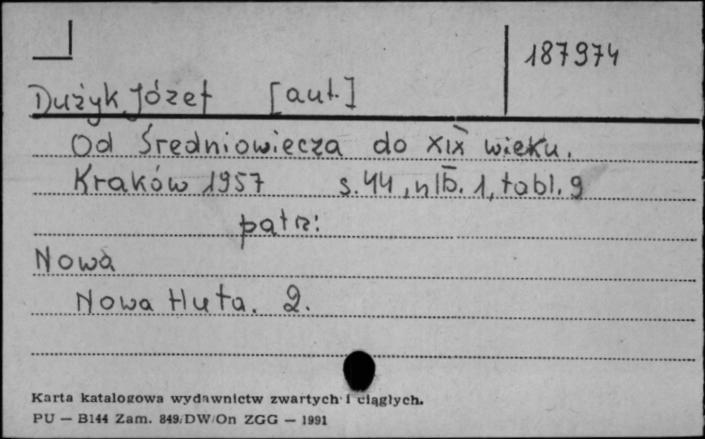 187974
Dużyk Józef [aut.]
Od Średniowiecza do XIX wieku.
Kraków 1957 s. 44, nlb. 1, tabl. 9
patrz:
Nowa
Nowa Huta. 2.
Karta katalogowa wydawnictw zwartych i ciągłych.
PU — B144 Zam. 849/DW/On ZGG — 1991